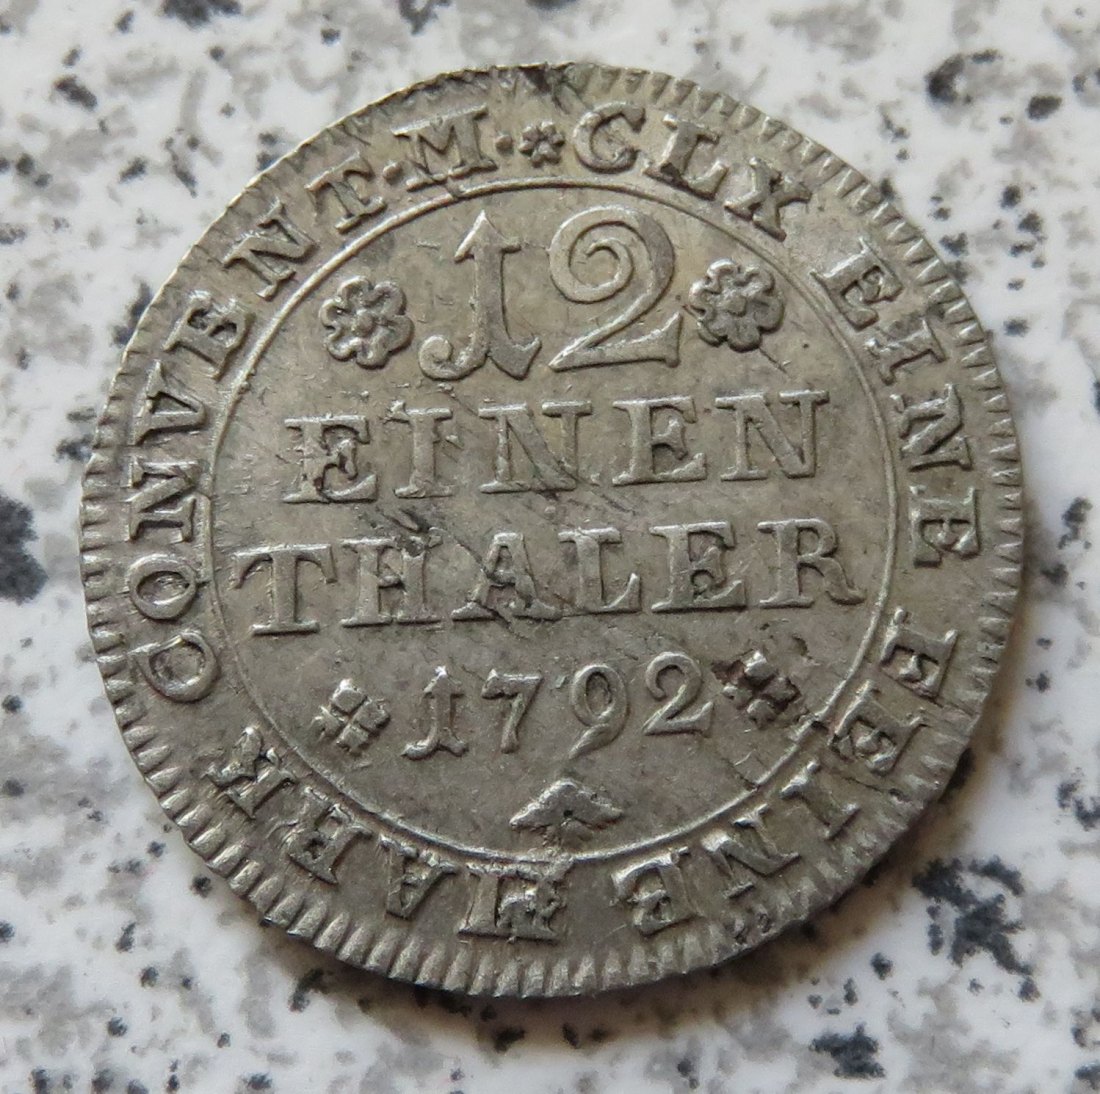 CLX EINE FEINE MARK CONVENT·M·
12
EINEN
THALER
1792